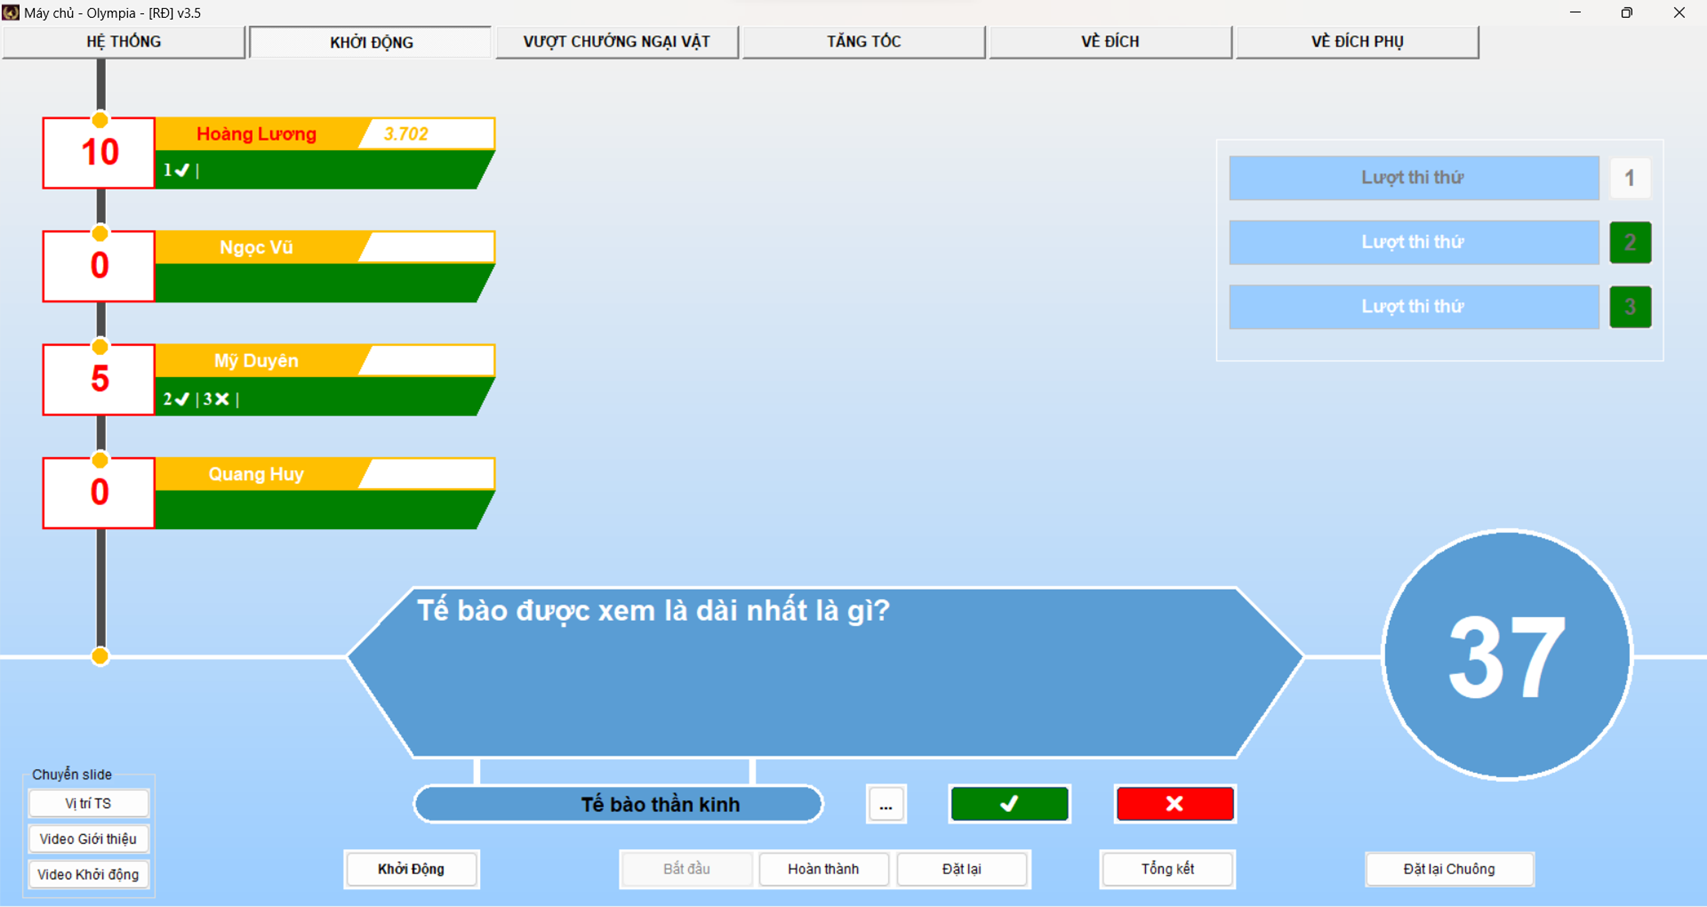 Máy chủ - Olympia - [RĐ] v3.5
HỆ THỐNG
KHỞI ĐỘNG
VƯỢT CHƯỚNG NGẠI VẬT
TĂNG TỐC
VỀ ĐÍCH
VỀ ĐÍCH PHỤ
10
Hoàng Lương
3.702
1✔ |
0
Ngọc Vũ
5
Mỹ Duyên
2✔ | 3✖ |
0
Quang Huy
Lượt thi thứ
1
Lượt thi thứ
2
Lượt thi thứ
3
Tế bào được xem là dài nhất là gì?
37
Tế bào thần kinh
...
Chuyển slide
Vị trí TS
Video Giới thiệu
Video Khởi động
Khởi Động
Bắt đầu
Hoàn thành
Đặt lại
Tổng kết
Đặt lại Chuông